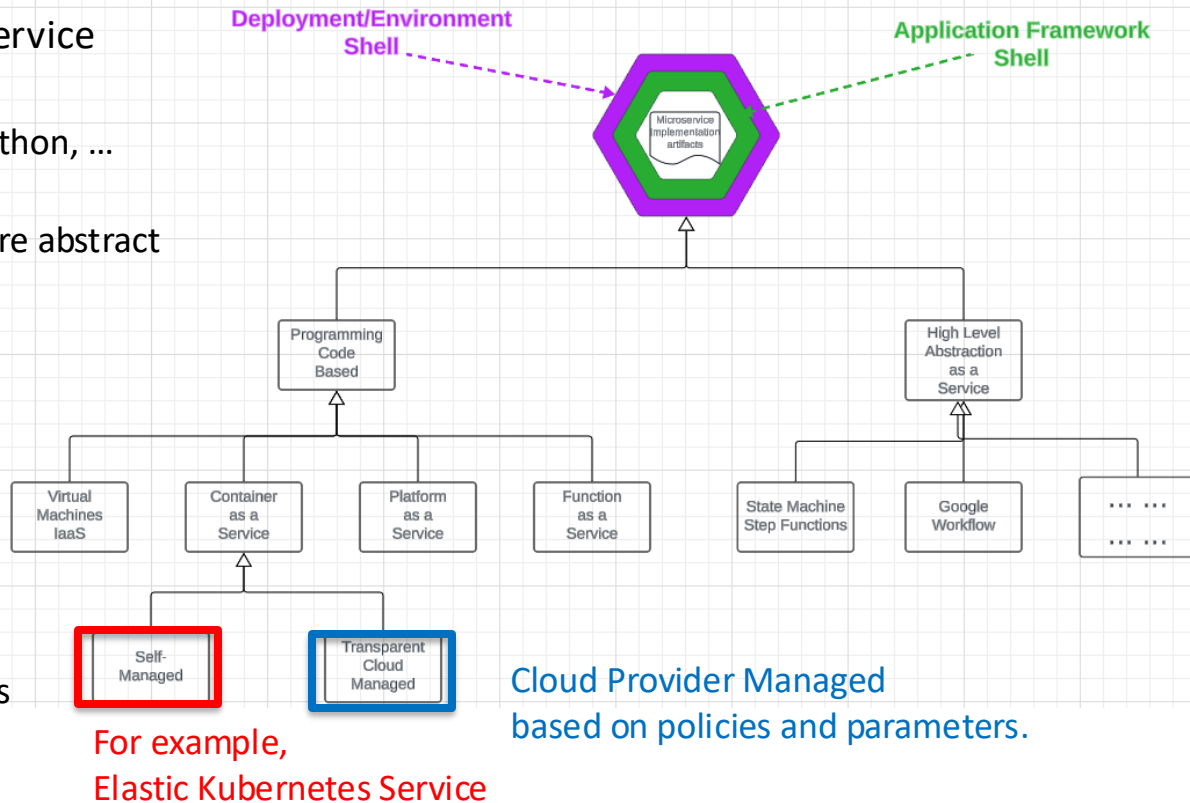 ervice
thon, ...
re abstract
s
Deployment/Environment
Shell
Application Framework
Shell
Microservice
Implementation
artifacts
Programming
Code
Based
High Level
Abstraction
as a
Service
Virtual
Machines
IaaS
Container
as a
Service
Platform
as a
Service
Function
as a
Service
State Machine
Step Functions
Google
Workflow
... ...
... ...
Self-
Managed
Transparent
Cloud
Managed
For example,
Elastic Kubernetes Service
Cloud Provider Managed
based on policies and parameters.